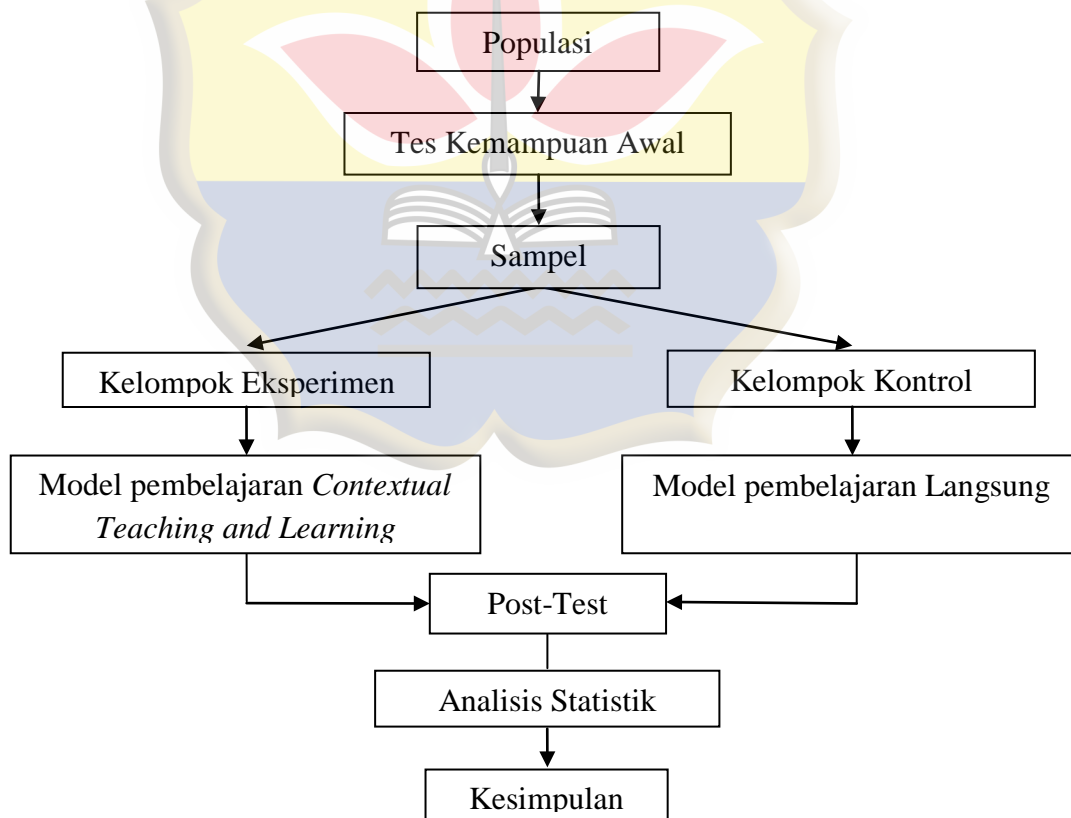 Populasi
Tes Kemampuan Awal
Sampel
Kelompok Eksperimen
Kelompok Kontrol
Model pembelajaran Contextual
Teaching and Learning
Model pembelajaran Langsung
Post-Test
Analisis Statistik
Kesimpulan